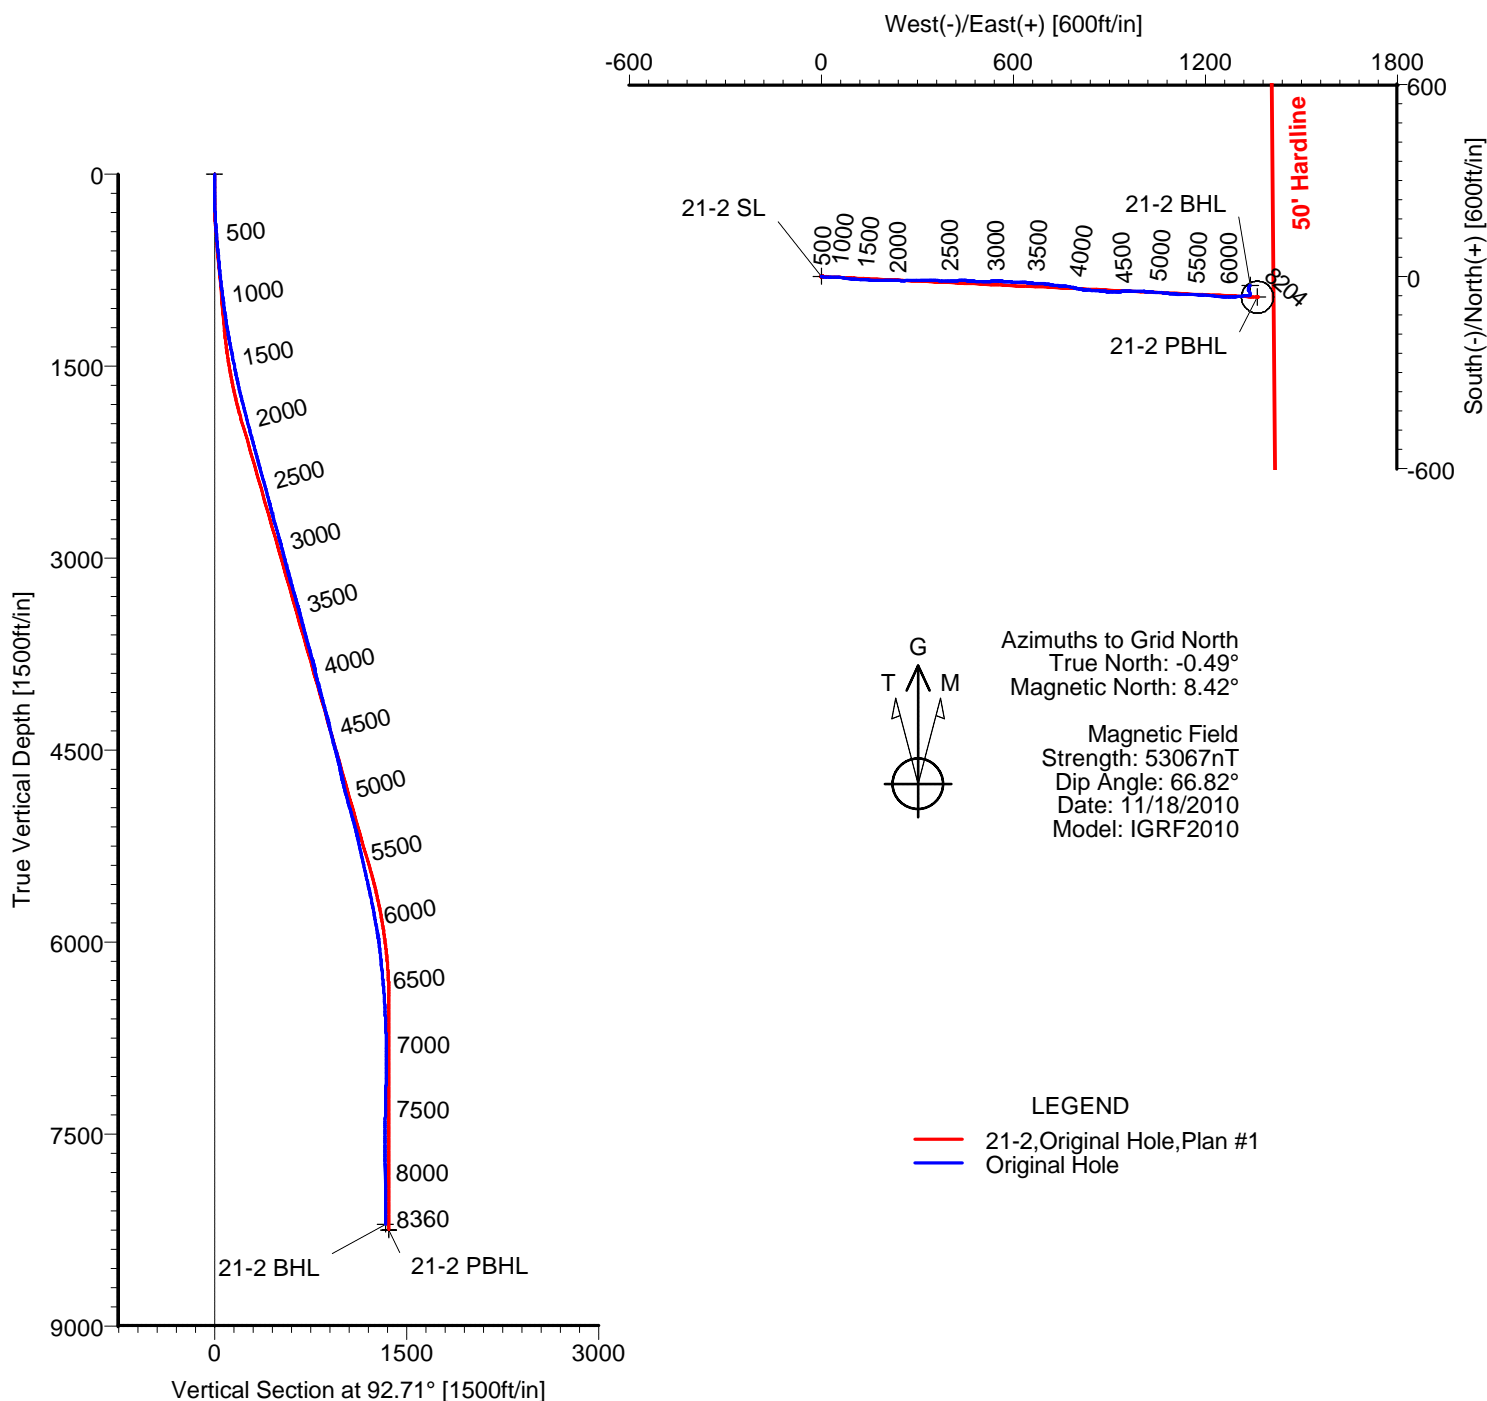 West(-)/East(+) [600ft/in]
-600 0 600 1200 1800
600
0
-600
South(-)/North(+) [600ft/in]
50' Hardline
21-2 SL
21-2 BHL
21-2 PBHL
500 1000 1500 2000 2500 3000 3500 4000 4500 5000 5500 6000 8204
0
1500
3000
4500
6000
7500
9000
True Vertical Depth [1500ft/in]
500
1000
1500
2000
2500
3000
3500
4000
4500
5000
5500
6000
6500
7000
7500
8000
8360
21-2 BHL
21-2 PBHL
0 1500 3000
Vertical Section at 92.71° [1500ft/in]
G
T M
Azimuths to Grid North
True North: -0.49°
Magnetic North: 8.42°
Magnetic Field
Strength: 53067nT
Dip Angle: 66.82°
Date: 11/18/2010
Model: IGRF2010
LEGEND
21-2,Original Hole,Plan #1
Original Hole